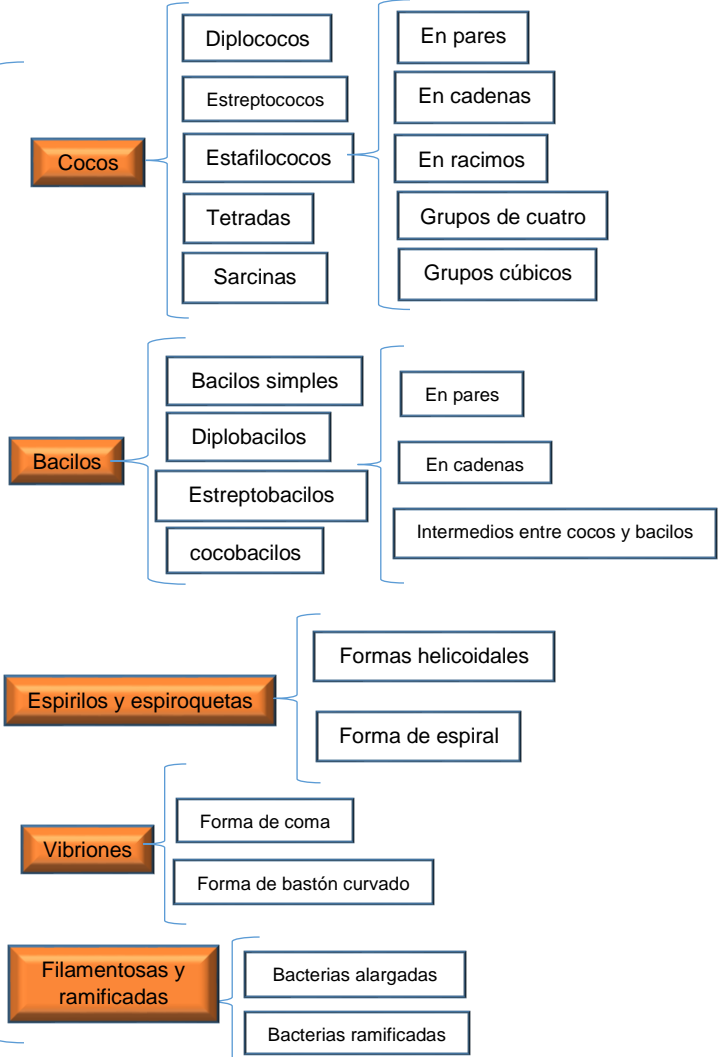 Cocos
Diplococos
Estreptococos
Estafilococos
Tetradas
Sarcinas
En pares
En cadenas
En racimos
Grupos de cuatro
Grupos cúbicos
Bacilos
Bacilos simples
Diplobacilos
Estreptobacilos
cocobacilos
En pares
En cadenas
Intermedios entre cocos y bacilos
Espirilos y espiroquetas
Formas helicoidales
Forma de espiral
Vibriones
Forma de coma
Forma de bastón curvado
Filamentosas y
ramificadas
Bacterias alargadas
Bacterias ramificadas